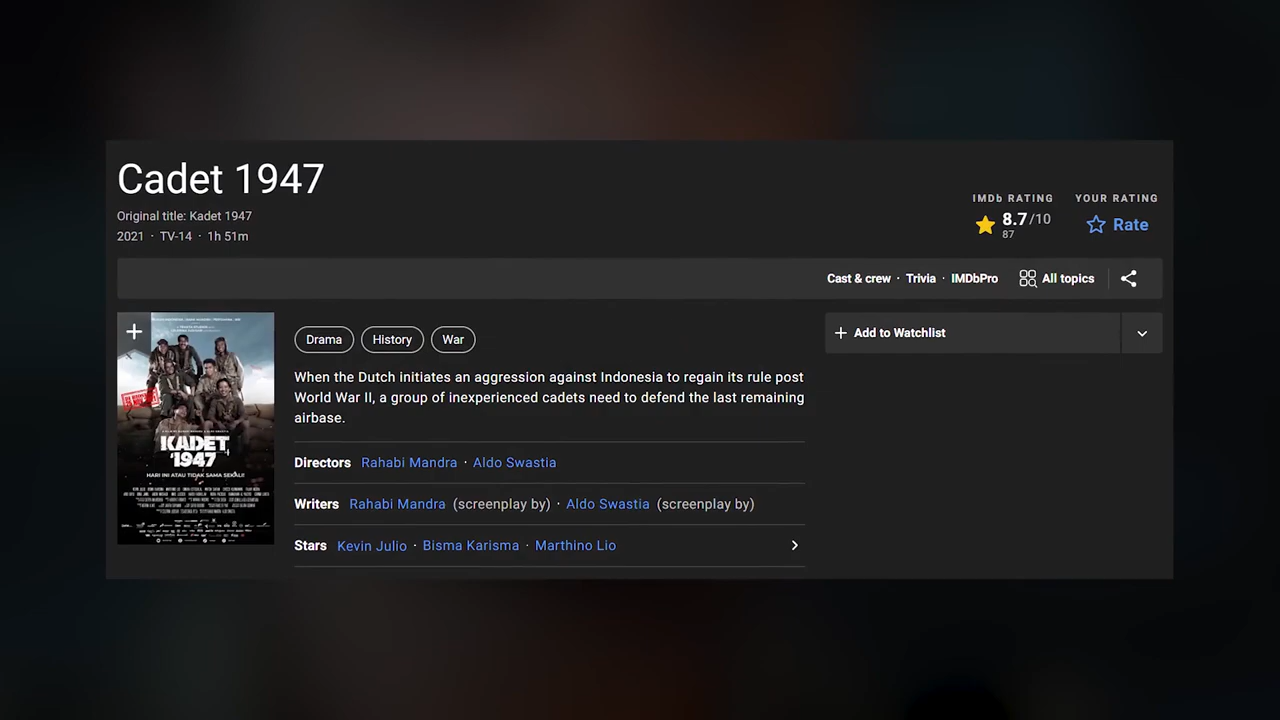 Cadet 1947
Original title: Kadet 1947
2021 · TV-14 · 1h 51m
IMDb RATING
8.7/10
87
YOUR RATING
Rate
Cast & crew · Trivia · IMDbPro
All topics
Add to Watchlist
KADET
1947
HARI INI ATAU TIDAK SAMA SEKALI!
Drama
History
War
When the Dutch initiates an aggression against Indonesia to regain its rule post
World War II, a group of inexperienced cadets need to defend the last remaining
airbase.
Directors Rahabi Mandra · Aldo Swastia
Writers Rahabi Mandra (screenplay by) · Aldo Swastia (screenplay by)
Stars Kevin Julio · Bisma Karisma · Marthino Lio